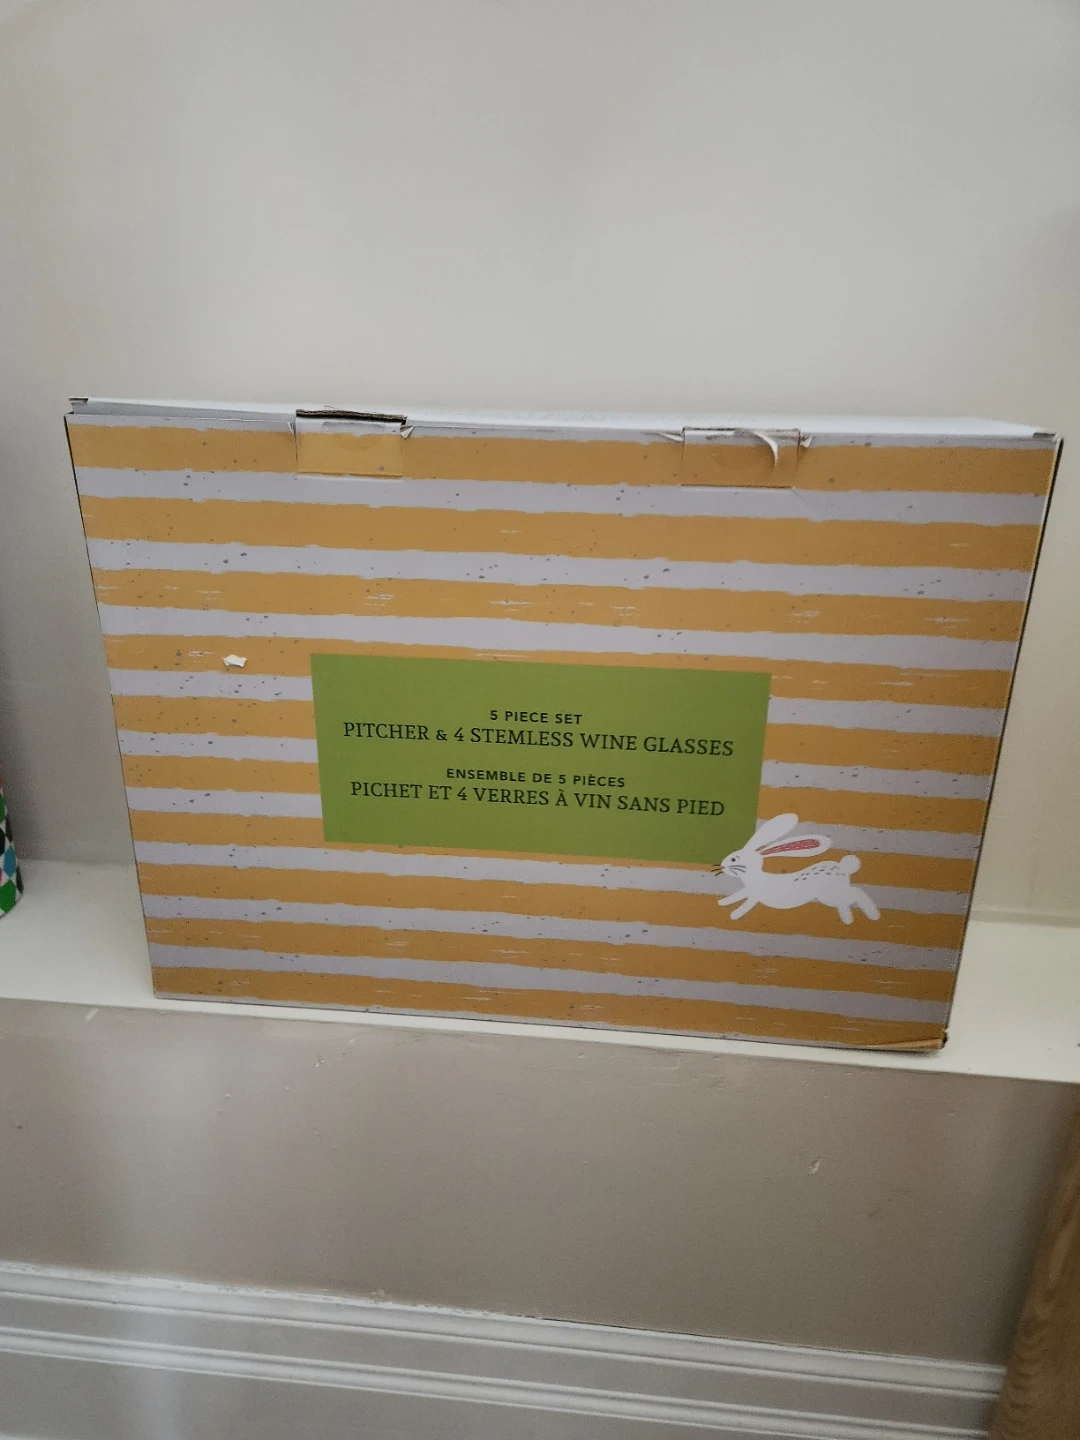 5 PIECE SET
PITCHER & 4 STEMLESS WINE GLASSES
ENSEMBLE DE 5 PIÈCES
PICHET ET 4 VERRES À VIN SANS PIED